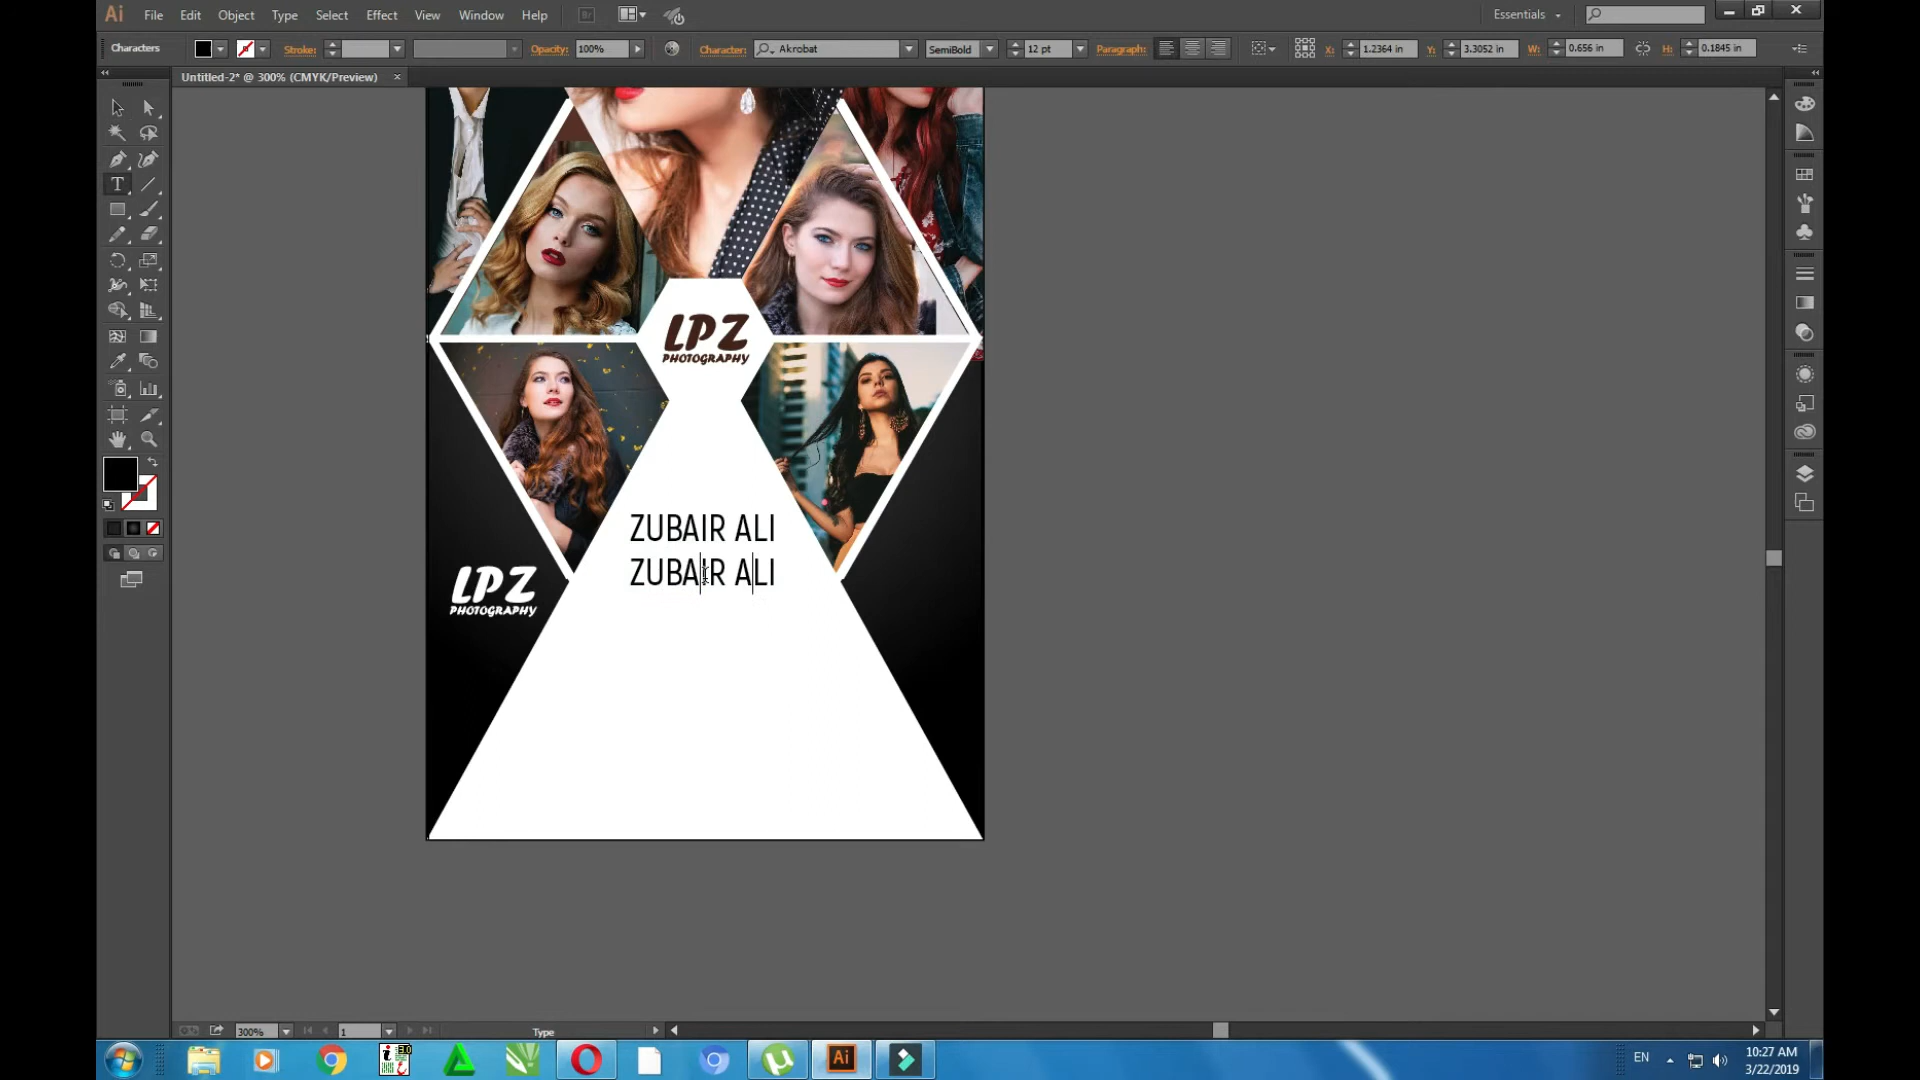 Ai File Edit Object Type Select Effect View Window Help Essentials
Characters Stroke: Opacity: 100% Character: Akrobat SemiBold 12 pt Paragraph: X: 1.2364 in Y: 3.3052 in W: 0.656 in H: 0.1845 in
Untitled-2* @ 300% (CMYK/Preview)
LPZ
PHOTOGRAPHY
ZUBAIR ALI
ZUBAIR ALI
LPZ
PHOTOGRAPHY
300% 1 Type
Ai EN 10:27 AM
3/22/2019